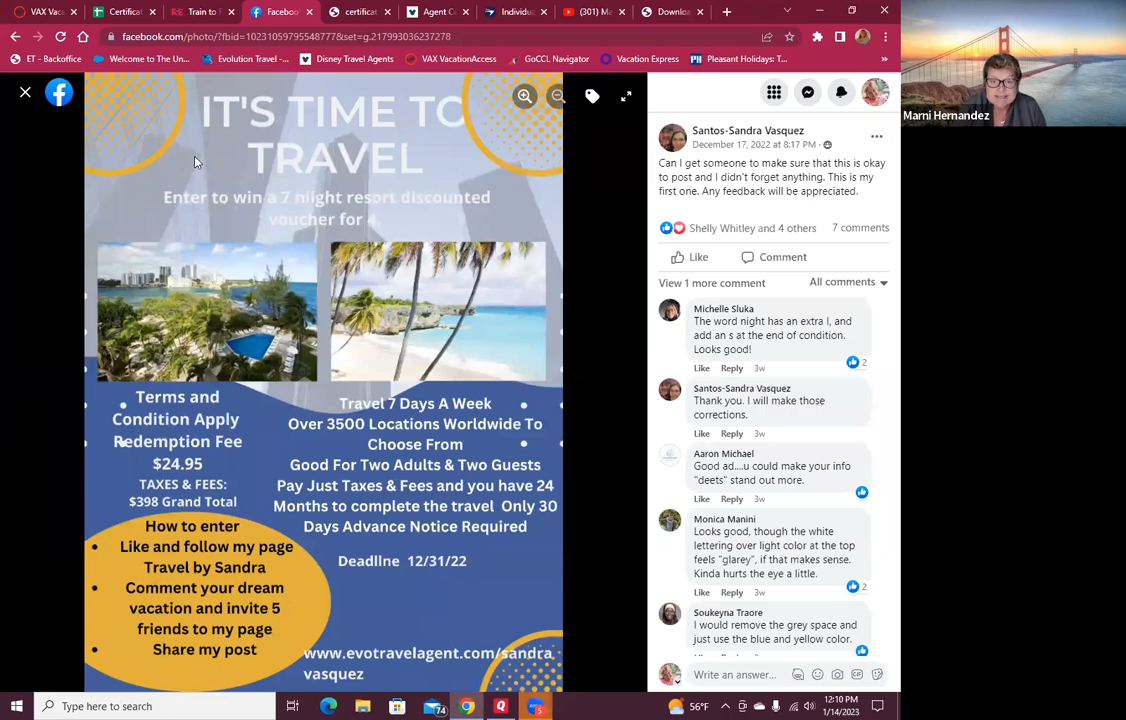 VAX Vac
Certificat
Train to F
Faceboo
certificat
Agent C
Individua
(301) Ma
Downloa
facebook.com/photo/?fbid=10231059795548777&set=g.217993036237278
ET - Backoffice
Welcome to The Un...
Evolution Travel -...
Disney Travel Agents
VAX VacationAccess
GoCCL Navigator
Vacation Express
Pleasant Holidays: T...
IT'S TIME TO
TRAVEL
Enter to win a 7 niight resort discounted
voucher for 4
Terms and
Condition Apply
Redemption Fee
$24.95
TAXES & FEES:
$398 Grand Total
Travel 7 Days A Week
Over 3500 Locations Worldwide To
Choose From
Good For Two Adults & Two Guests
Pay Just Taxes & Fees and you have 24
Months to complete the travel Only 30
Days Advance Notice Required
Deadline 12/31/22
How to enter
Like and follow my page
Travel by Sandra
Comment your dream
vacation and invite 5
friends to my page
Share my post
www.evotravelagent.com/sandra
vasquez
Santos-Sandra Vasquez
December 17, 2022 at 8:17 PM ·
Can I get someone to make sure that this is okay
to post and I didn't forget anything. This is my
first one. Any feedback will be appreciated.
Shelly Whitley and 4 others 7 comments
Like Comment
View 1 more comment All comments
Michelle Sluka
The word night has an extra I, and
add an s at the end of condition.
Looks good!
2
Like Reply 3w
Santos-Sandra Vasquez
Thank you. I will make those
corrections.
Like Reply 3w
Aaron Michael
Good ad....u could make your info
"deets" stand out more.
Like Reply 3w
Monica Manini
Looks good, though the white
lettering over light color at the top
feels "glarey", if that makes sense.
Kinda hurts the eye a little.
2
Like Reply 3w
Soukeyna Traore
I would remove the grey space and
just use the blue and yellow color.
Write an answer...
GIF
Marni Hernandez
Type here to search
74
5
56°F
12:10 PM
1/14/2023